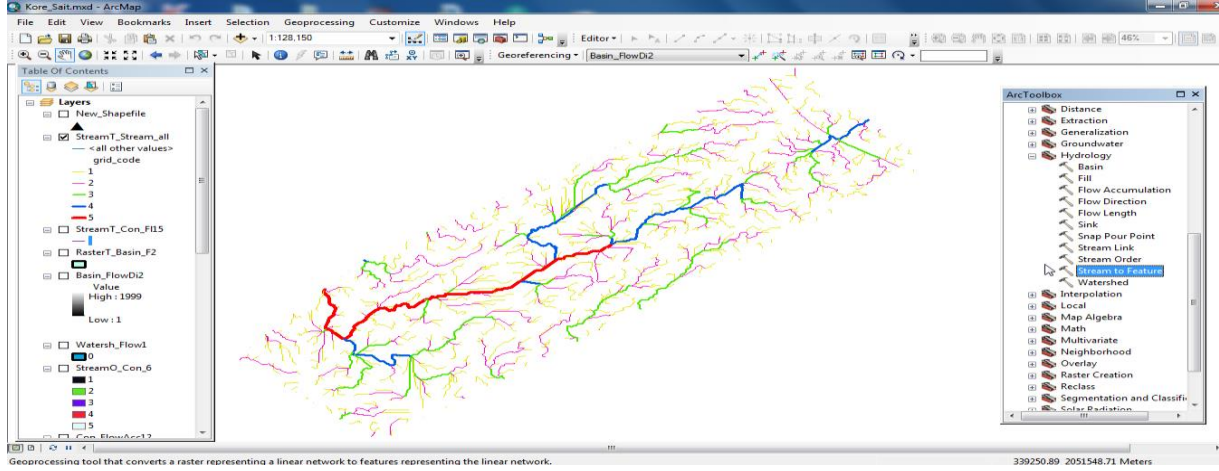 Kore_Sait.mxd - ArcMap
File Edit View Bookmarks Insert Selection Geoprocessing Customize Windows Help
1:128,150 Editor 46%
Georeferencing Basin_FlowDi2
Table Of Contents
Layers
New_Shapefile
StreamT_Stream_all
<all other values>
grid_code
1
2
3
4
5
StreamT_Con_Fl15
RasterT_Basin_F2
Basin_FlowDi2
Value
High : 1999
Low : 1
Watersh_Flow1
0
StreamO_Con_6
1
2
3
4
5
Con_FlowAcc12
ArcToolbox
Distance
Extraction
Generalization
Groundwater
Hydrology
Basin
Fill
Flow Accumulation
Flow Direction
Flow Length
Sink
Snap Pour Point
Stream Link
Stream Order
Stream to Feature
Watershed
Interpolation
Local
Map Algebra
Math
Multivariate
Neighborhood
Overlay
Raster Creation
Reclass
Segmentation and Classifi
Solar Radiation
Geoprocessing tool that converts a raster representing a linear network to features representing the linear network.
339250.89 2051548.71 Meters